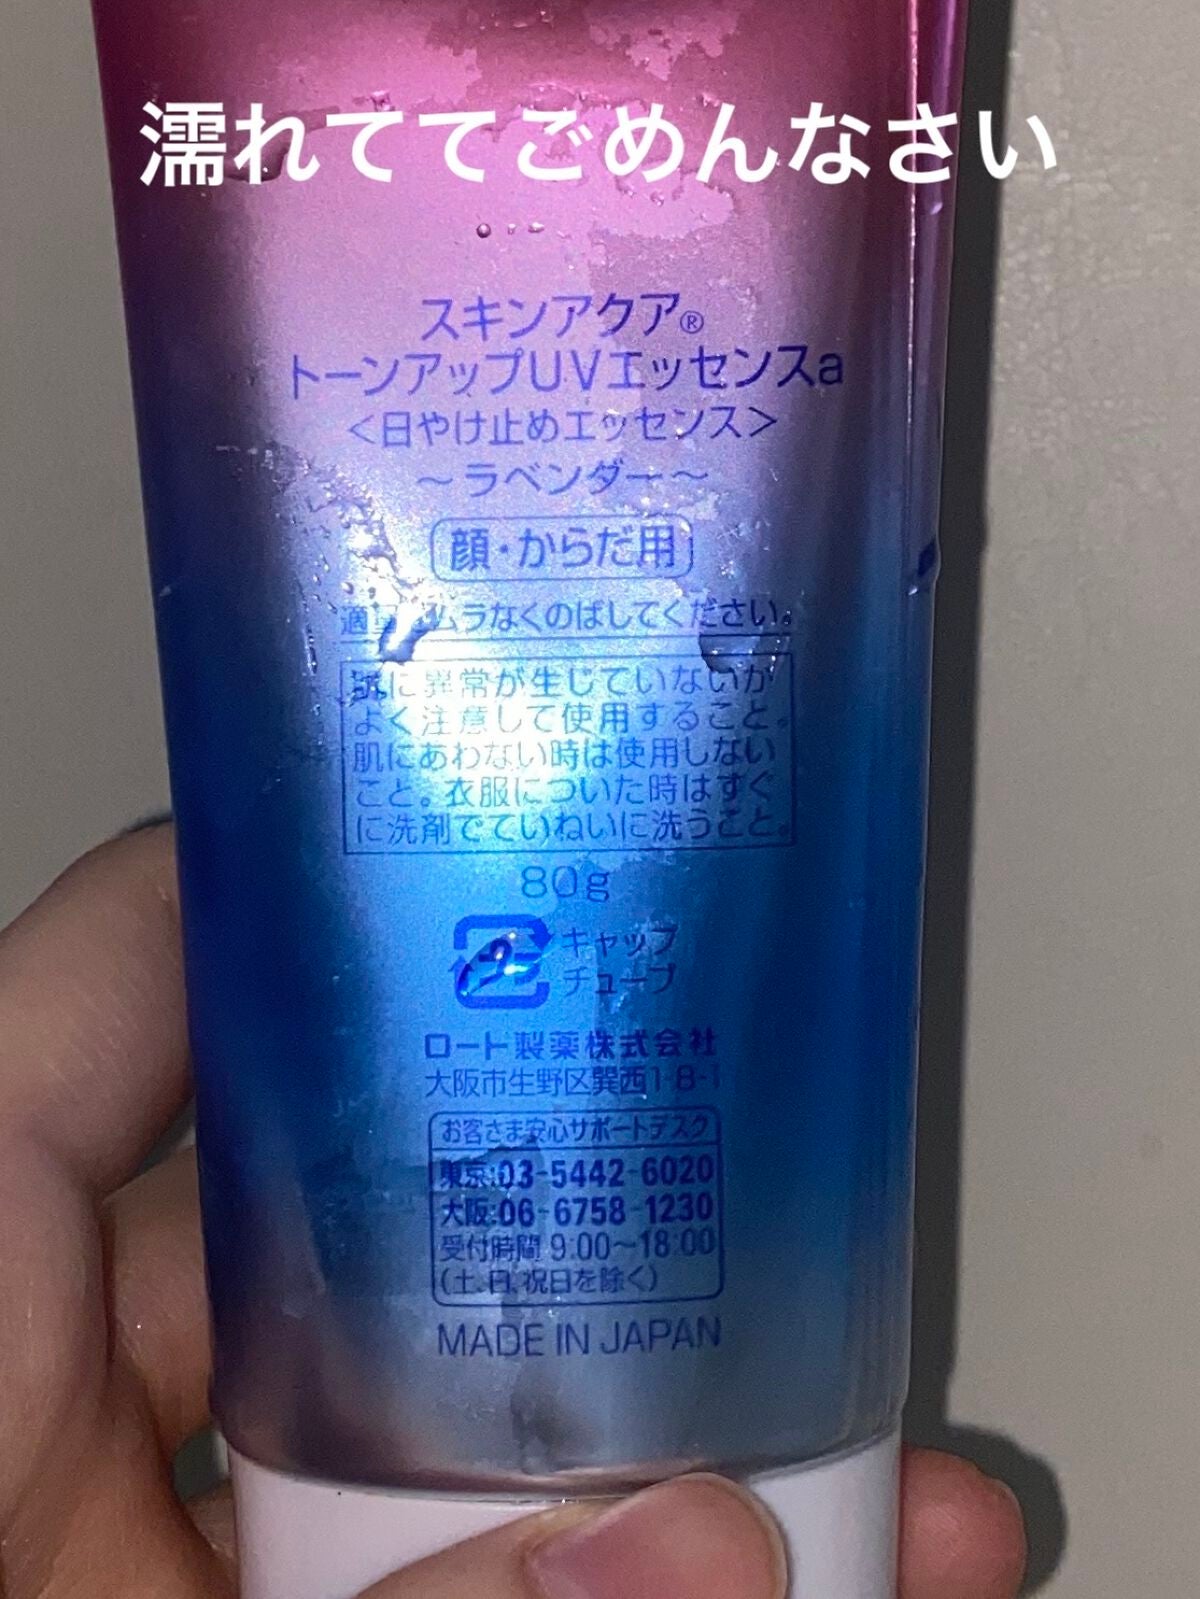 濡れててごめんなさい
スキンアクア®
トーンアップUVエッセンスa
<日やけ止めエッセンス>
~ラベンダー~
顔・からだ用
適量をムラなくのばしてください。
肌に異常が生じていないか
よく注意して使用すること。
肌にあわない時は使用しない
こと。衣服についた時はすぐ
に洗剤でていねいに洗うこと。
80g
プラ
キャップ
チューブ
ロート製薬株式会社
大阪市生野区巽西1-8-1
お客さま安心サポートデスク
東京:03-5442-6020
大阪:06-6758-1230
受付時間 9:00~18:00
(土、日、祝日を除く)
MADE IN JAPAN